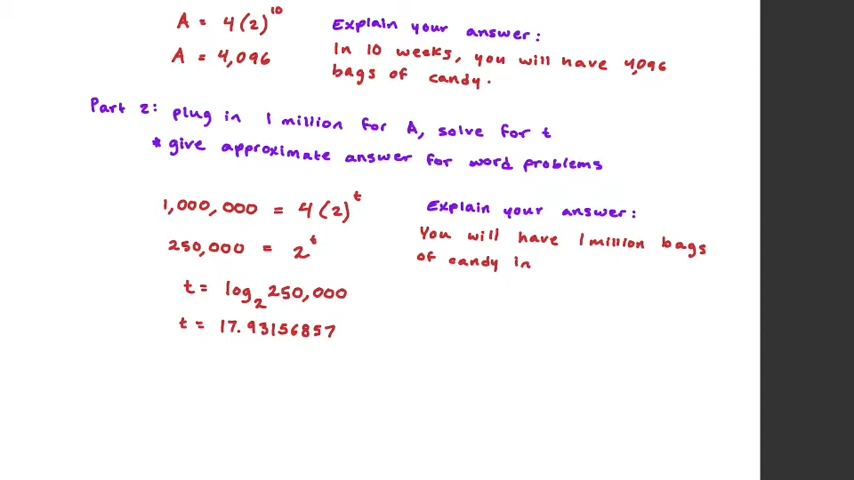 A = 4(2)^10
Explain your answer:
A = 4,096
In 10 weeks, you will have 4,096
bags of candy.
Part 2: plug in 1 million for A, solve for t
* give approximate answer for word problems
1,000,000 = 4(2)^t
Explain your answer:
250,000 = 2^t
You will have 1 million bags
of candy in
t = log_2 250,000
t = 17.93156857